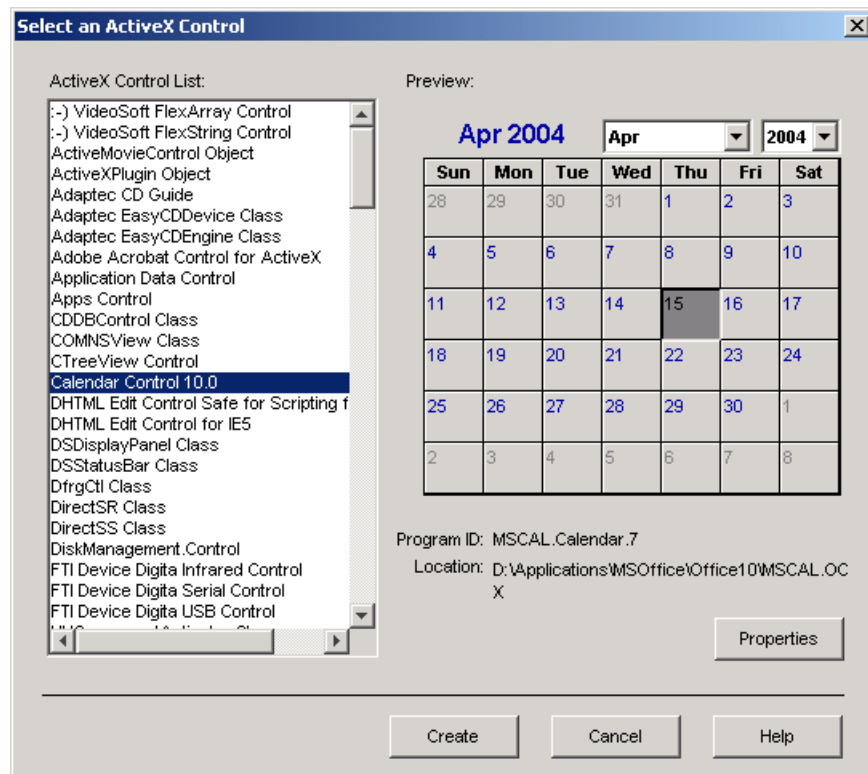 Select an ActiveX Control
ActiveX Control List:
:-) VideoSoft FlexArray Control
:-) VideoSoft FlexString Control
ActiveMovieControl Object
ActiveXPlugin Object
Adaptec CD Guide
Adaptec EasyCDDevice Class
Adaptec EasyCDEngine Class
Adobe Acrobat Control for ActiveX
Application Data Control
Apps Control
CDDBControl Class
COMNSView Class
CTreeView Control
Calendar Control 10.0
DHTML Edit Control Safe for Scripting f
DHTML Edit Control for IE5
DSDisplayPanel Class
DSStatusBar Class
DfrgCtl Class
DirectSR Class
DirectSS Class
DiskManagement.Control
FTI Device Digita Infrared Control
FTI Device Digita Serial Control
FTI Device Digita USB Control
Preview:
Apr 2004 Apr 2004
Sun Mon Tue Wed Thu Fri Sat
28 29 30 31 1 2 3
4 5 6 7 8 9 10
11 12 13 14 15 16 17
18 19 20 21 22 23 24
25 26 27 28 29 30 1
2 3 4 5 6 7 8
Program ID: MSCAL.Calendar.7
Location: D:\Applications\MSOffice\Office10\MSCAL.OC
X
Properties
Create Cancel Help